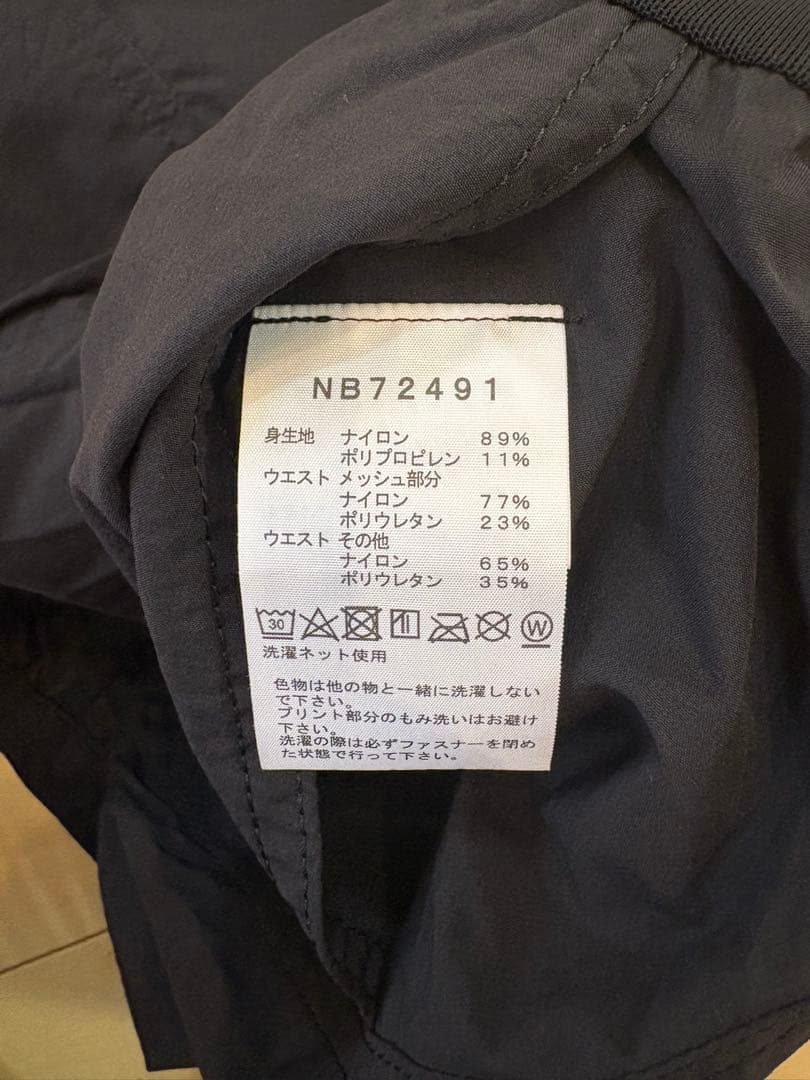 NB72491
身生地 ナイロン 89%
ポリプロピレン 11%
ウエスト メッシュ部分
ナイロン 77%
ポリウレタン 23%
ウエスト その他
ナイロン 65%
ポリウレタン 35%
30 W
洗濯ネット使用
色物は他の物と一緒に洗濯しない
で下さい。
プリント部分のもみ洗いはお避け
下さい。
洗濯の際は必ずファスナーを閉め
た状態で行って下さい。